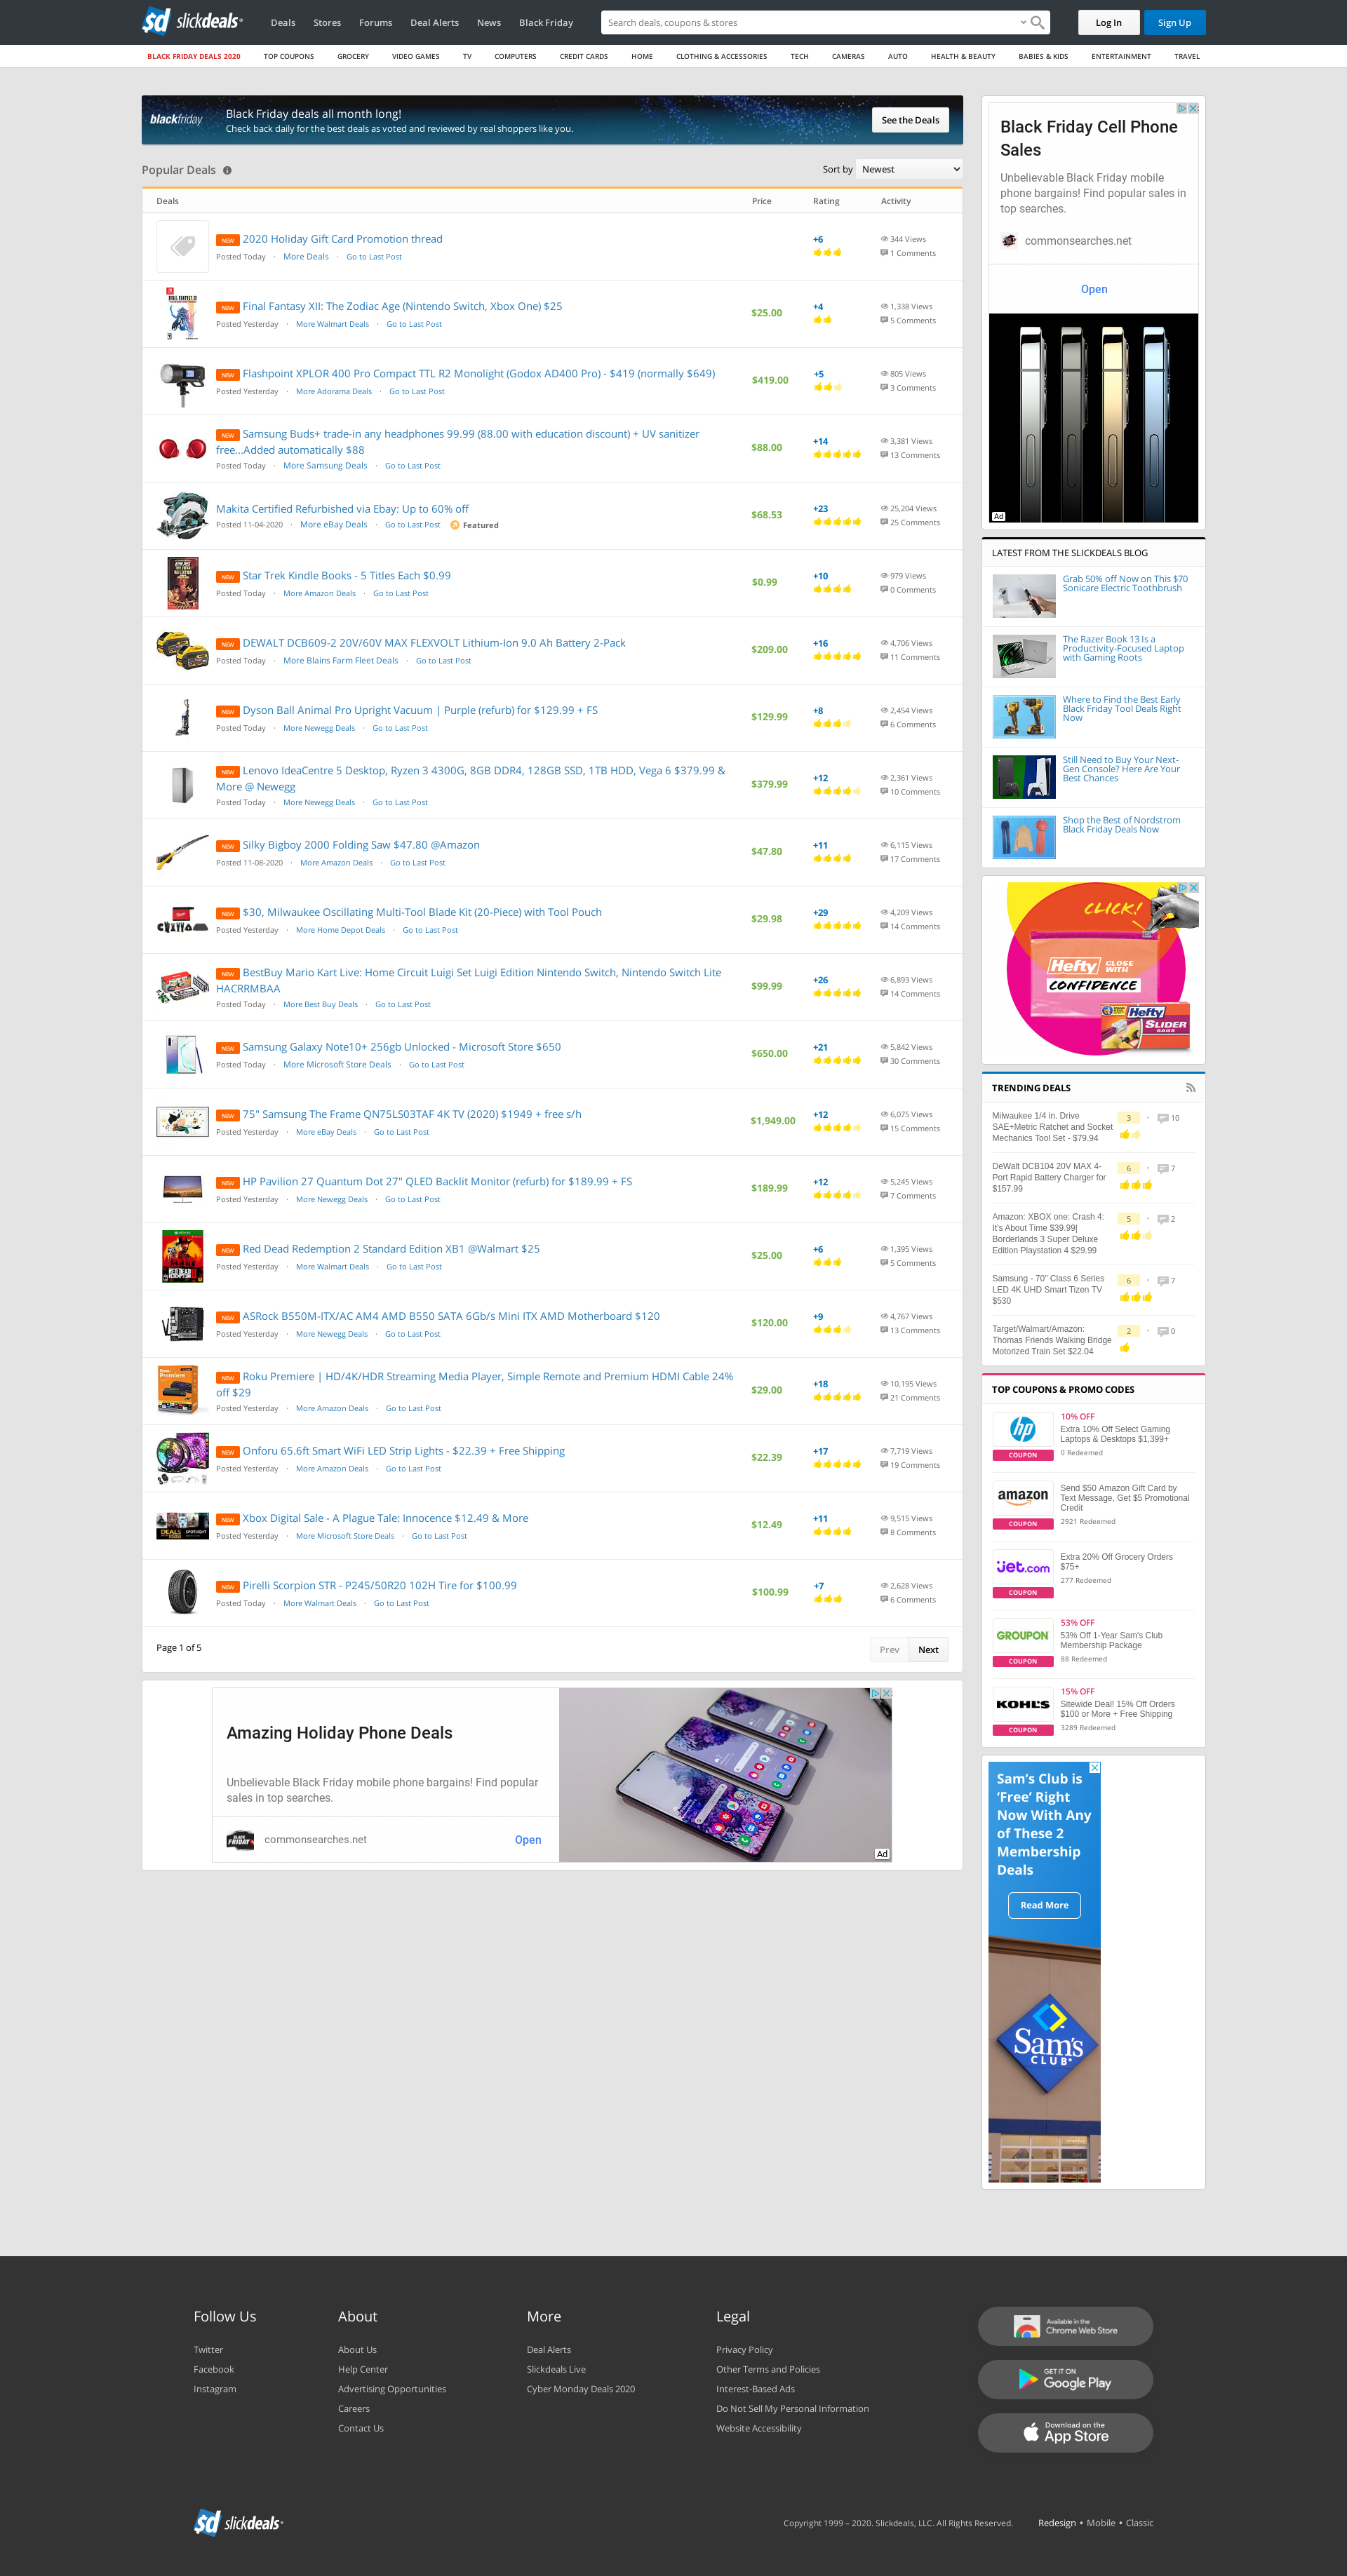 slickdeals
Deals
Stores
Forums
Deal Alerts
News
Black Friday
Search deals, coupons & stores
Log In
Sign Up
BLACK FRIDAY DEALS 2020
TOP COUPONS
GROCERY
VIDEO GAMES
TV
COMPUTERS
CREDIT CARDS
HOME
CLOTHING & ACCESSORIES
TECH
CAMERAS
AUTO
HEALTH & BEAUTY
BABIES & KIDS
ENTERTAINMENT
TRAVEL
blackfriday
Black Friday deals all month long!
Check back daily for the best deals as voted and reviewed by real shoppers like you.
See the Deals
Popular Deals
Sort by Newest
Deals Price Rating Activity
NEW 2020 Holiday Gift Card Promotion thread
Posted Today · More Deals · Go to Last Post
+6
344 Views
1 Comments
NEW Final Fantasy XII: The Zodiac Age (Nintendo Switch, Xbox One) $25
Posted Yesterday · More Walmart Deals · Go to Last Post
$25.00
+4
1,338 Views
5 Comments
NEW Flashpoint XPLOR 400 Pro Compact TTL R2 Monolight (Godox AD400 Pro) - $419 (normally $649)
Posted Yesterday · More Adorama Deals · Go to Last Post
$419.00
+5
805 Views
3 Comments
NEW Samsung Buds+ trade-in any headphones 99.99 (88.00 with education discount) + UV sanitizer
free...Added automatically $88
Posted Today · More Samsung Deals · Go to Last Post
$88.00
+14
3,381 Views
13 Comments
Makita Certified Refurbished via Ebay: Up to 60% off
Posted 11-04-2020 · More eBay Deals · Go to Last Post Featured
$68.53
+23
25,204 Views
25 Comments
NEW Star Trek Kindle Books - 5 Titles Each $0.99
Posted Today · More Amazon Deals · Go to Last Post
$0.99
+10
979 Views
0 Comments
NEW DEWALT DCB609-2 20V/60V MAX FLEXVOLT Lithium-Ion 9.0 Ah Battery 2-Pack
Posted Today · More Blains Farm Fleet Deals · Go to Last Post
$209.00
+16
4,706 Views
11 Comments
NEW Dyson Ball Animal Pro Upright Vacuum | Purple (refurb) for $129.99 + FS
Posted Today · More Newegg Deals · Go to Last Post
$129.99
+8
2,454 Views
6 Comments
NEW Lenovo IdeaCentre 5 Desktop, Ryzen 3 4300G, 8GB DDR4, 128GB SSD, 1TB HDD, Vega 6 $379.99 &
More @ Newegg
Posted Today · More Newegg Deals · Go to Last Post
$379.99
+12
2,361 Views
10 Comments
NEW Silky Bigboy 2000 Folding Saw $47.80 @Amazon
Posted 11-08-2020 · More Amazon Deals · Go to Last Post
$47.80
+11
6,115 Views
17 Comments
NEW $30, Milwaukee Oscillating Multi-Tool Blade Kit (20-Piece) with Tool Pouch
Posted Yesterday · More Home Depot Deals · Go to Last Post
$29.98
+29
4,209 Views
14 Comments
NEW BestBuy Mario Kart Live: Home Circuit Luigi Set Luigi Edition Nintendo Switch, Nintendo Switch Lite
HACRRMBAA
Posted Today · More Best Buy Deals · Go to Last Post
$99.99
+26
6,893 Views
14 Comments
NEW Samsung Galaxy Note10+ 256gb Unlocked - Microsoft Store $650
Posted Today · More Microsoft Store Deals · Go to Last Post
$650.00
+21
5,842 Views
30 Comments
NEW 75" Samsung The Frame QN75LS03TAF 4K TV (2020) $1949 + free s/h
Posted Yesterday · More eBay Deals · Go to Last Post
$1,949.00
+12
6,075 Views
15 Comments
NEW HP Pavilion 27 Quantum Dot 27" QLED Backlit Monitor (refurb) for $189.99 + FS
Posted Yesterday · More Newegg Deals · Go to Last Post
$189.99
+12
5,245 Views
7 Comments
NEW Red Dead Redemption 2 Standard Edition XB1 @Walmart $25
Posted Yesterday · More Walmart Deals · Go to Last Post
$25.00
+6
1,395 Views
5 Comments
NEW ASRock B550M-ITX/AC AM4 AMD B550 SATA 6Gb/s Mini ITX AMD Motherboard $120
Posted Yesterday · More Newegg Deals · Go to Last Post
$120.00
+9
4,767 Views
13 Comments
NEW Roku Premiere | HD/4K/HDR Streaming Media Player, Simple Remote and Premium HDMI Cable 24%
off $29
Posted Yesterday · More Amazon Deals · Go to Last Post
$29.00
+18
10,195 Views
21 Comments
NEW Onforu 65.6ft Smart WiFi LED Strip Lights - $22.39 + Free Shipping
Posted Yesterday · More Amazon Deals · Go to Last Post
$22.39
+17
7,719 Views
19 Comments
NEW Xbox Digital Sale - A Plague Tale: Innocence $12.49 & More
Posted Yesterday · More Microsoft Store Deals · Go to Last Post
$12.49
+11
9,515 Views
8 Comments
NEW Pirelli Scorpion STR - P245/50R20 102H Tire for $100.99
Posted Today · More Walmart Deals · Go to Last Post
$100.99
+7
2,628 Views
6 Comments
Page 1 of 5
Prev
Next
Amazing Holiday Phone Deals
Unbelievable Black Friday mobile phone bargains! Find popular
sales in top searches.
commonsearches.net
Open
Ad
Black Friday Cell Phone
Sales
Unbelievable Black Friday mobile
phone bargains! Find popular sales in
top searches.
commonsearches.net
Open
Ad
LATEST FROM THE SLICKDEALS BLOG
Grab 50% off Now on This $70
Sonicare Electric Toothbrush
The Razer Book 13 Is a
Productivity-Focused Laptop
with Gaming Roots
Where to Find the Best Early
Black Friday Tool Deals Right
Now
Still Need to Buy Your Next-
Gen Console? Here Are Your
Best Chances
Shop the Best of Nordstrom
Black Friday Deals Now
CLICK!
Hefty CLOSE WITH
CONFIDENCE
Hefty
SLIDER
BAGS
TRENDING DEALS
Milwaukee 1/4 in. Drive
SAE+Metric Ratchet and Socket
Mechanics Tool Set - $79.94
3 • 10
DeWalt DCB104 20V MAX 4-
Port Rapid Battery Charger for
$157.99
6 • 7
Amazon: XBOX one: Crash 4:
It's About Time $39.99|
Borderlands 3 Super Deluxe
Edition Playstation 4 $29.99
5 • 2
Samsung - 70" Class 6 Series
LED 4K UHD Smart Tizen TV
$530
6 • 7
Target/Walmart/Amazon:
Thomas Friends Walking Bridge
Motorized Train Set $22.04
2 • 0
TOP COUPONS & PROMO CODES
hp
COUPON
10% OFF
Extra 10% Off Select Gaming
Laptops & Desktops $1,399+
0 Redeemed
amazon
COUPON
Send $50 Amazon Gift Card by
Text Message, Get $5 Promotional
Credit
2921 Redeemed
jet.com
COUPON
Extra 20% Off Grocery Orders
$75+
277 Redeemed
GROUPON
COUPON
53% OFF
53% Off 1-Year Sam's Club
Membership Package
88 Redeemed
KOHL'S
COUPON
15% OFF
Sitewide Deal! 15% Off Orders
$100 or More + Free Shipping
3289 Redeemed
Sam's Club is
'Free' Right
Now With Any
of These 2
Membership
Deals
Read More
Sam's
CLUB
Follow Us
Twitter
Facebook
Instagram
About
About Us
Help Center
Advertising Opportunities
Careers
Contact Us
More
Deal Alerts
Slickdeals Live
Cyber Monday Deals 2020
Legal
Privacy Policy
Other Terms and Policies
Interest-Based Ads
Do Not Sell My Personal Information
Website Accessibility
Available in the
Chrome Web Store
GET IT ON
Google Play
Download on the
App Store
slickdeals
Copyright 1999 – 2020. Slickdeals, LLC. All Rights Reserved.
Redesign • Mobile • Classic